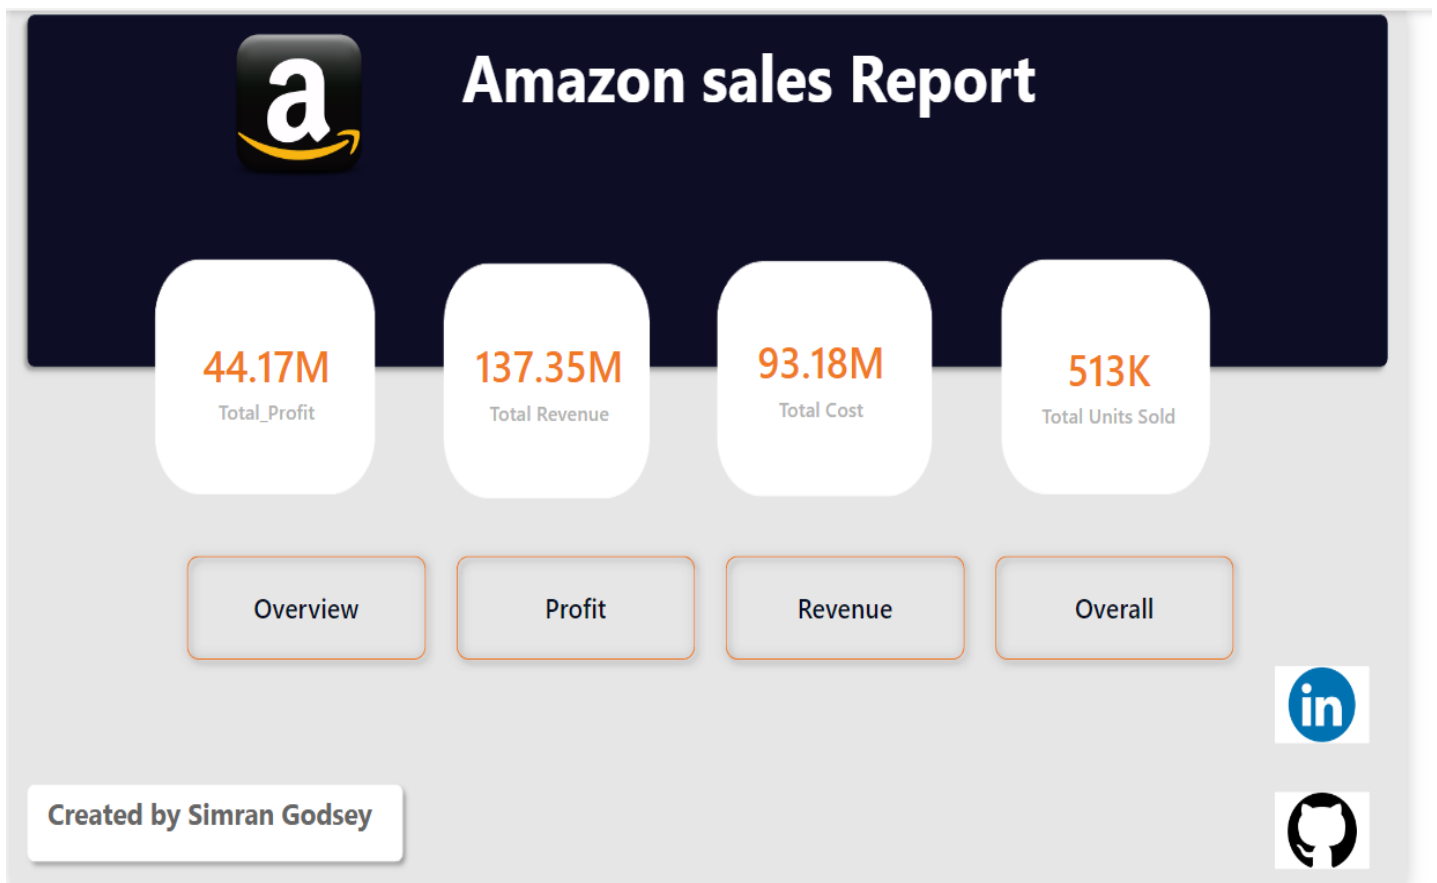 a
Amazon sales Report
44.17M
Total_Profit
137.35M
Total Revenue
93.18M
Total Cost
513K
Total Units Sold
Overview
Profit
Revenue
Overall
in
Created by Simran Godsey